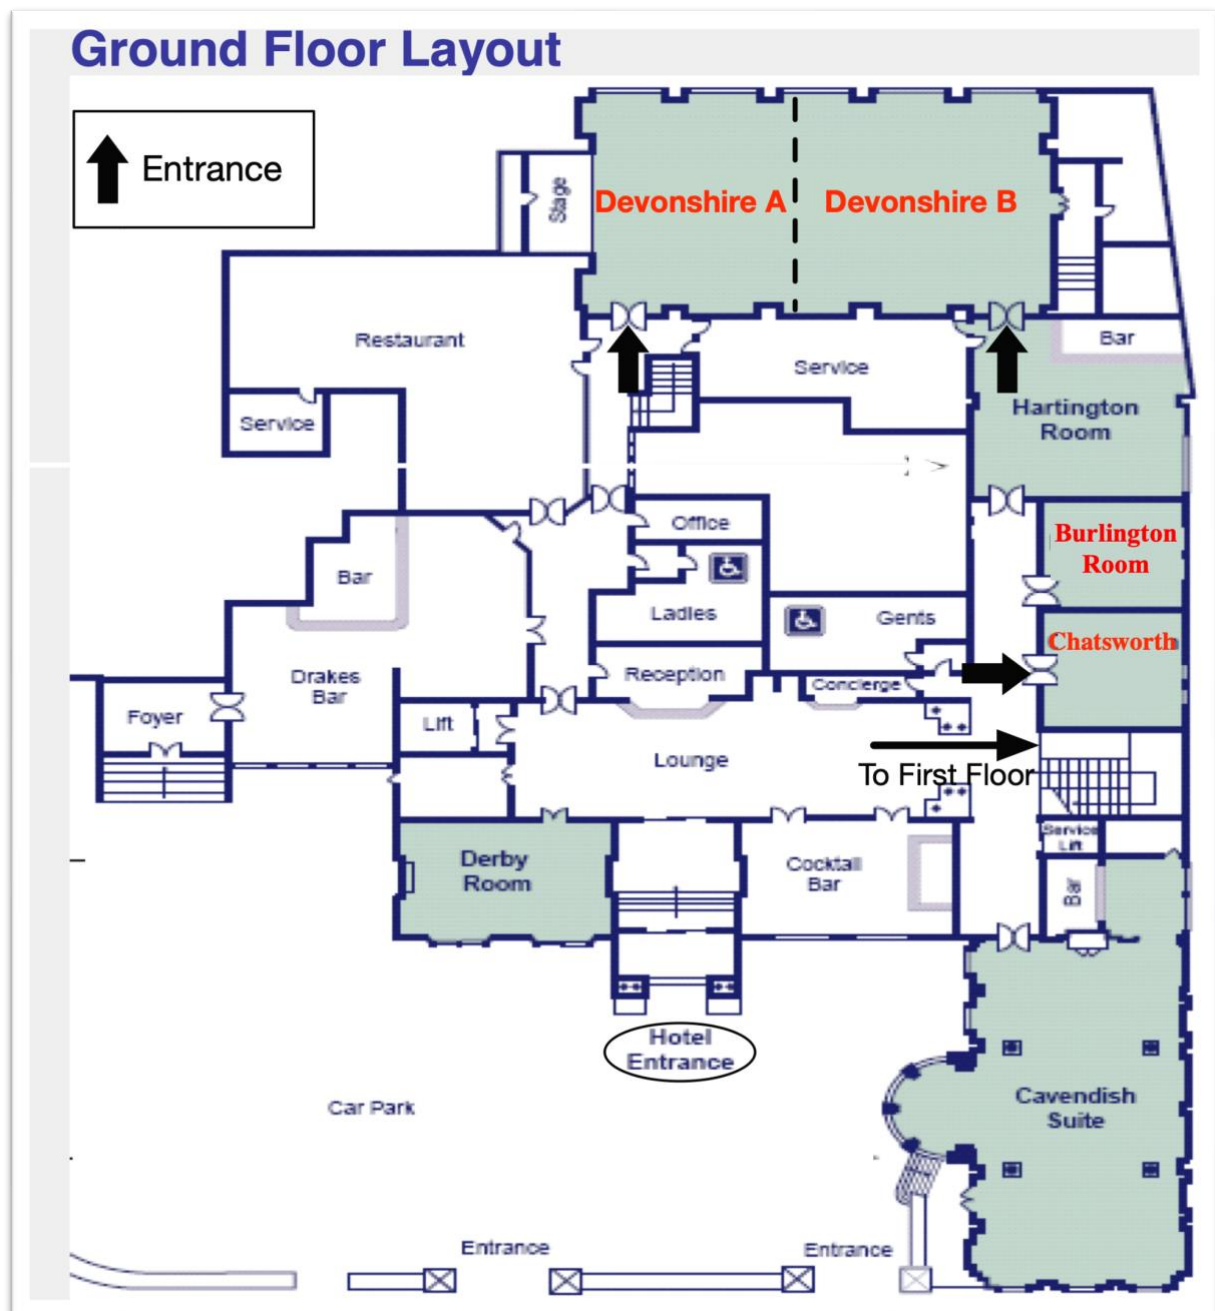 Ground Floor Layout
Entrance
Stage
Devonshire A
Devonshire B
Restaurant
Service
Bar
Service
Hartington
Room
Office
Burlington
Room
Bar
Ladies
Gents
Chatsworth
Drakes
Bar
Reception
Concierge
Foyer
Lift
Lounge
To First Floor
Service
Lift
Derby
Room
Cocktail
Bar
Bar
Hotel
Entrance
Car Park
Cavendish
Suite
Entrance
Entrance